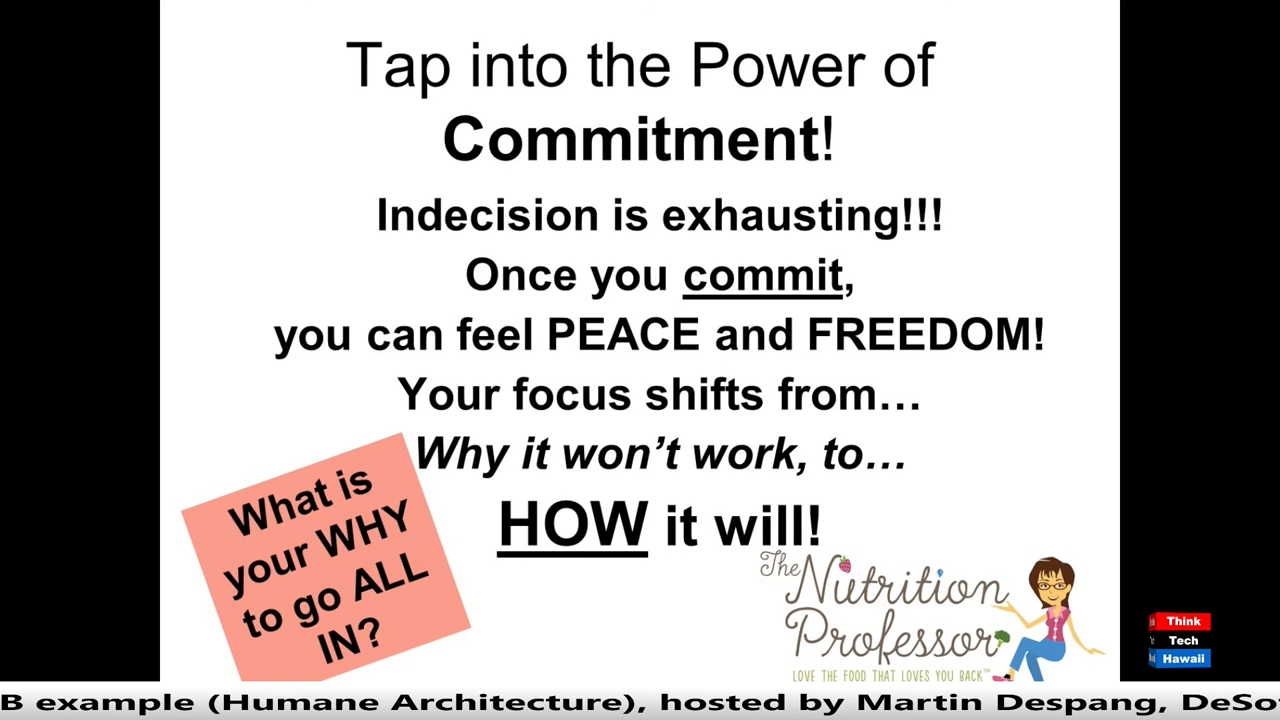 Tap into the Power of
Commitment!
Indecision is exhausting!!!
Once you commit,
you can feel PEACE and FREEDOM!
Your focus shifts from…
Why it won’t work, to…
HOW it will!
What is
your WHY
to go ALL
IN?
The
Nutrition
Professor
LOVE THE FOOD THAT LOVES YOU BACK™
Think
Tech
Hawaii
B example (Humane Architecture), hosted by Martin Despang, DeSo